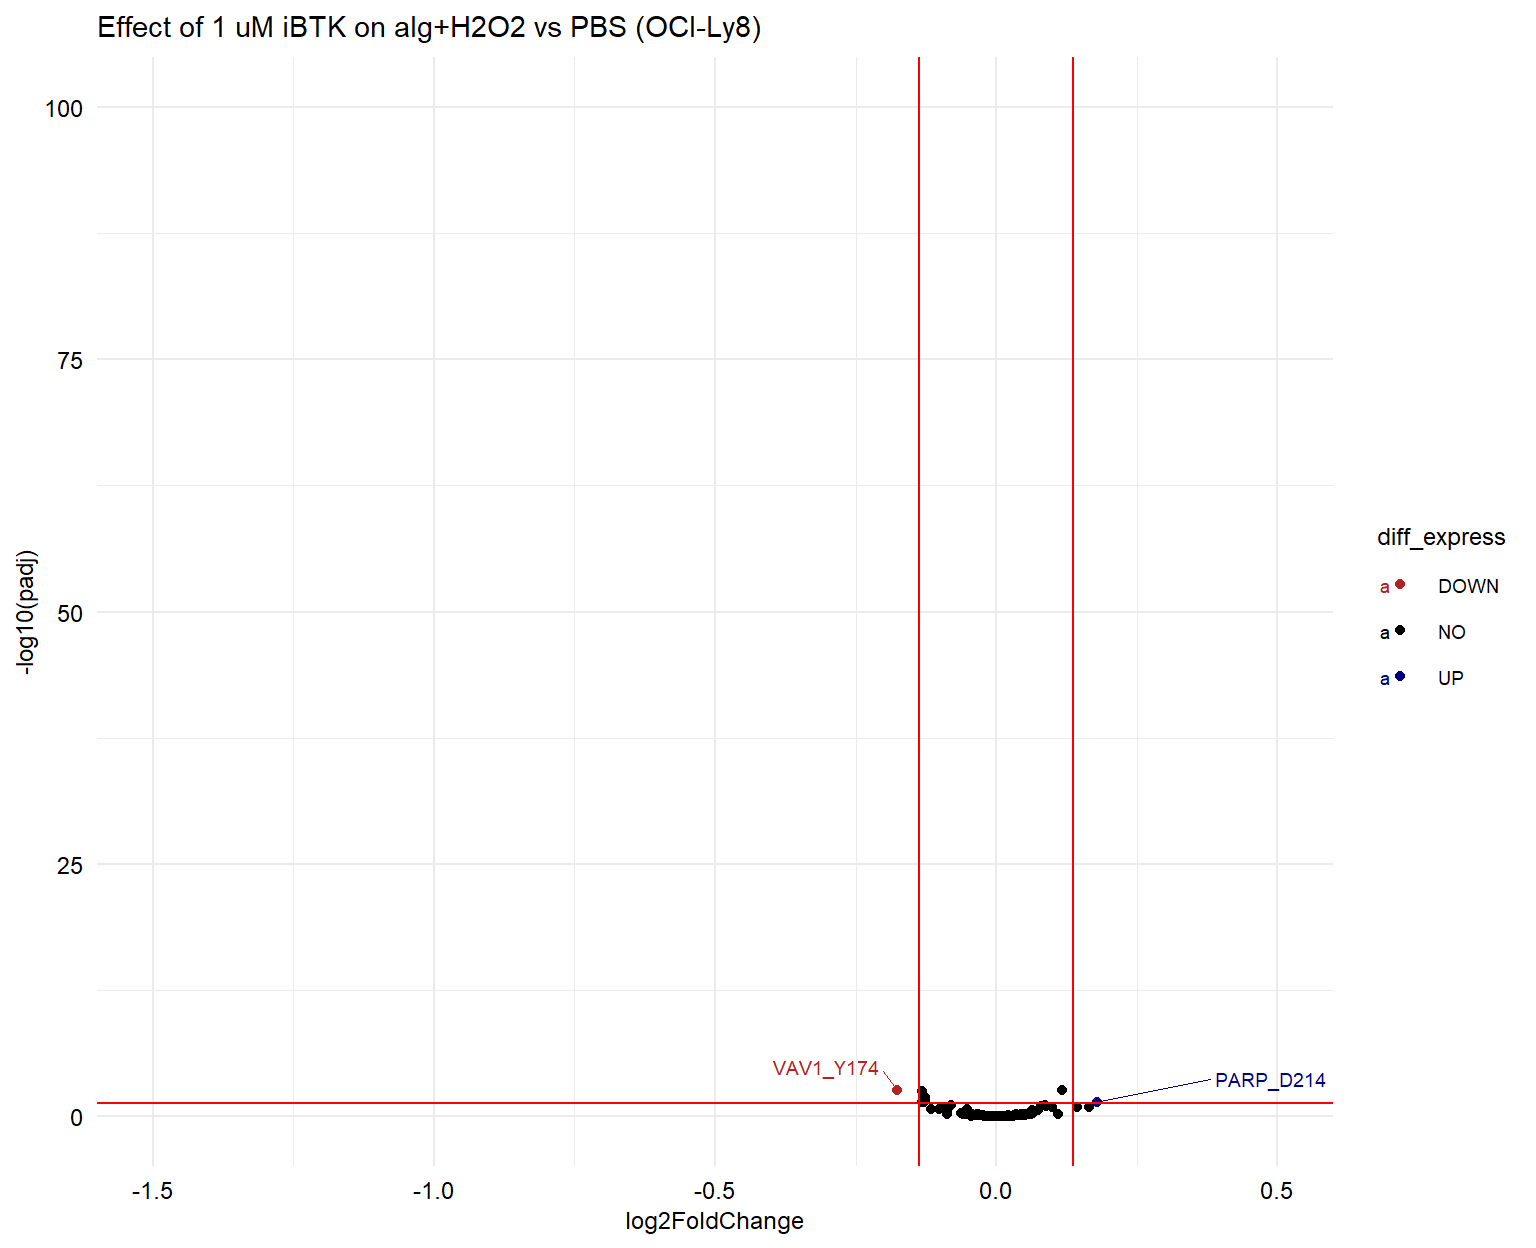 Effect of 1 uM iBTK on alg+H2O2 vs PBS (OCI-Ly8)
100
75
50
25
0
-log10(padj)
VAV1_Y174
PARP_D214
-1.5
-1.0
-0.5
0.0
0.5
log2FoldChange
diff_express
a DOWN
a NO
a UP